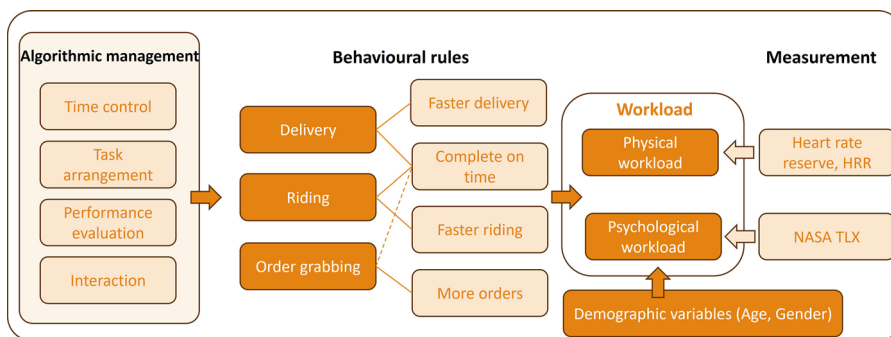 Algorithmic management
Time control
Task
arrangement
Performance
evaluation
Interaction
Behavioural rules
Delivery
Riding
Order grabbing
Faster delivery
Complete on
time
Faster riding
More orders
Workload
Physical
workload
Psychological
workload
Demographic variables (Age, Gender)
Measurement
Heart rate
reserve, HRR
NASA TLX